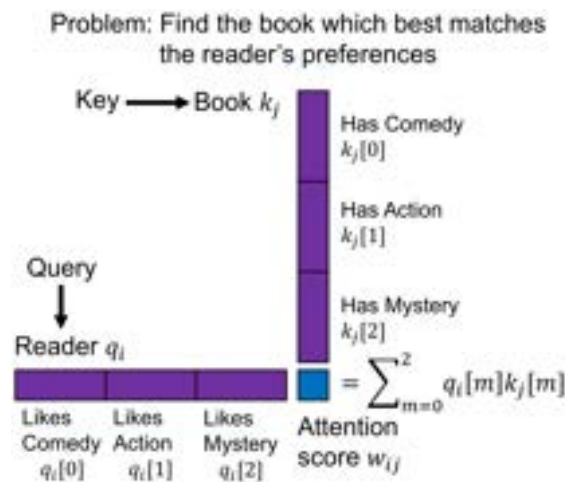 Problem: Find the book which best matches
the reader's preferences
Key → Book kⱼ
Has Comedy
kⱼ[0]
Has Action
kⱼ[1]
Has Mystery
kⱼ[2]
Query
Reader qᵢ
Likes Comedy
qᵢ[0]
Likes Action
qᵢ[1]
Likes Mystery
qᵢ[2]
= ∑²ₘ₌₀ qᵢ[m]kⱼ[m]
Attention
score wᵢⱼ